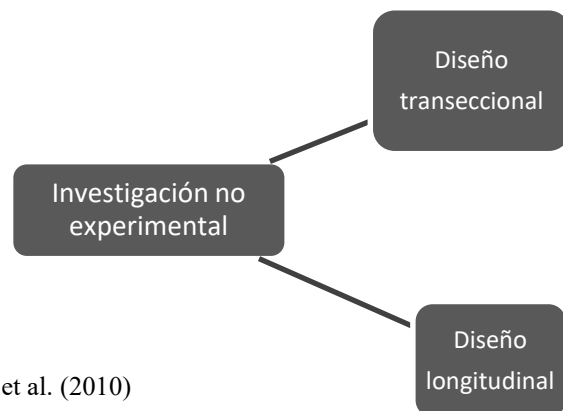 Diseño
transeccional
Investigación no
experimental
Diseño
longitudinal
et al. (2010)